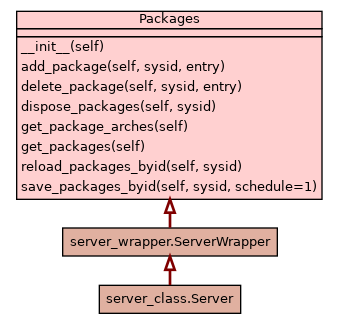 Packages
__init__(self)
add_package(self, sysid, entry)
delete_package(self, sysid, entry)
dispose_packages(self, sysid)
get_package_arches(self)
get_packages(self)
reload_packages_byid(self, sysid)
save_packages_byid(self, sysid, schedule=1)
server_wrapper.ServerWrapper
server_class.Server